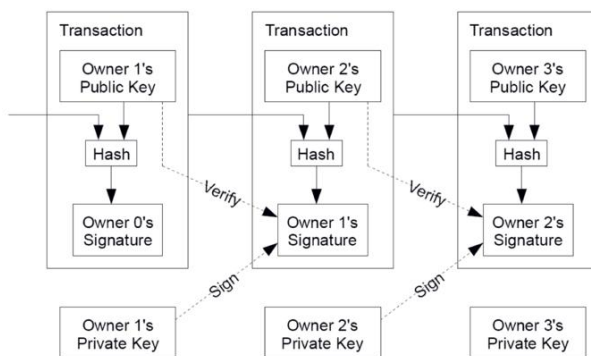 Transaction
Owner 1's
Public Key
Hash
Owner 0's
Signature
Transaction
Owner 2's
Public Key
Hash
Verify
Owner 1's
Signature
Transaction
Owner 3's
Public Key
Hash
Verify
Owner 2's
Signature
Owner 1's
Private Key
Sign
Owner 2's
Private Key
Sign
Owner 3's
Private Key